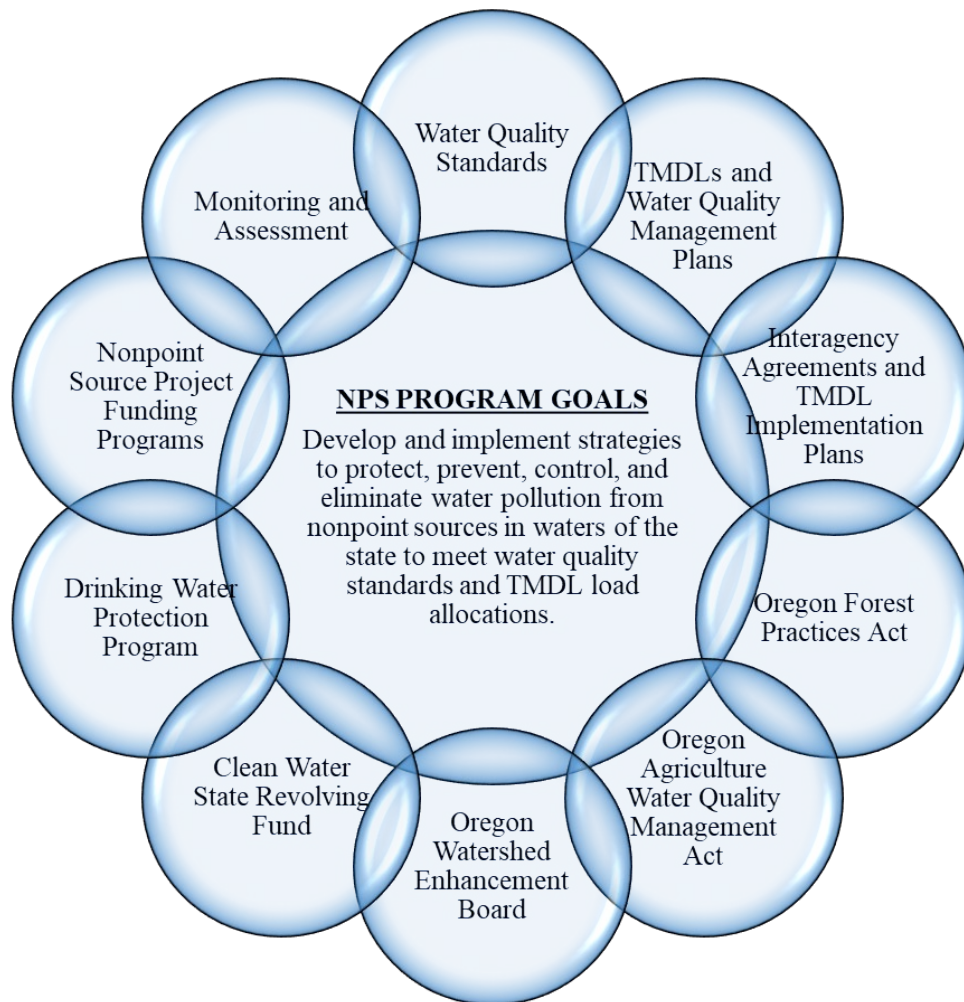 Water Quality
Standards
TMDLs and
Water Quality
Management
Plans
Interagency
Agreements and
TMDL
Implementation
Plans
Oregon Forest
Practices Act
Oregon
Agriculture
Water Quality
Management
Act
Oregon
Watershed
Enhancement
Board
Clean Water
State Revolving
Fund
Drinking Water
Protection
Program
Nonpoint
Source Project
Funding
Programs
Monitoring and
Assessment
NPS PROGRAM GOALS
Develop and implement strategies
to protect, prevent, control, and
eliminate water pollution from
nonpoint sources in waters of the
state to meet water quality
standards and TMDL load
allocations.